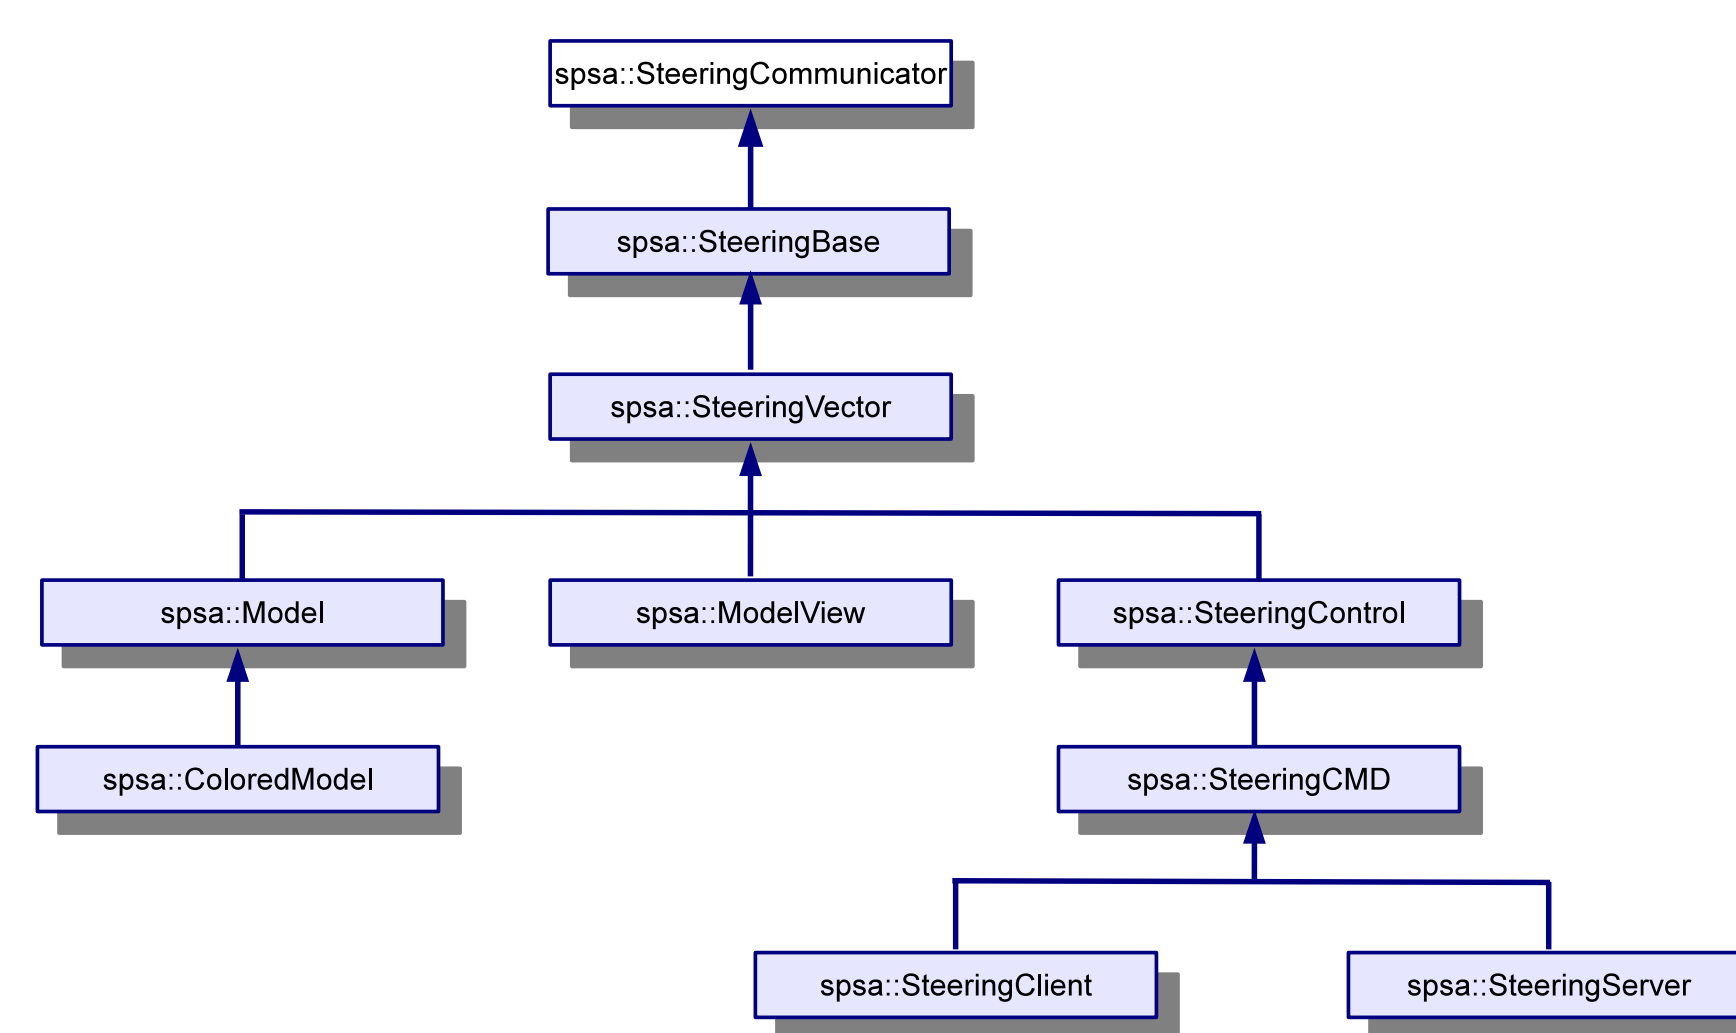 spsa::SteeringCommunicator
spsa::SteeringBase
spsa::SteeringVector
spsa::Model
spsa::ModelView
spsa::SteeringControl
spsa::ColoredModel
spsa::SteeringCMD
spsa::SteeringClient
spsa::SteeringServer